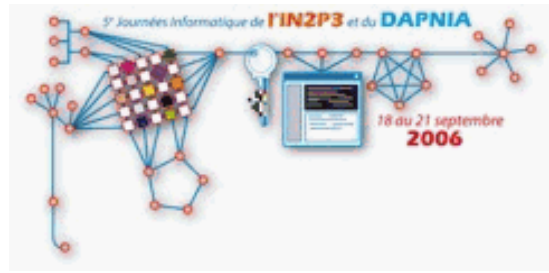 5e Journées Informatique de l'IN2P3 et du DAPNIA
18 au 21 septembre
2006